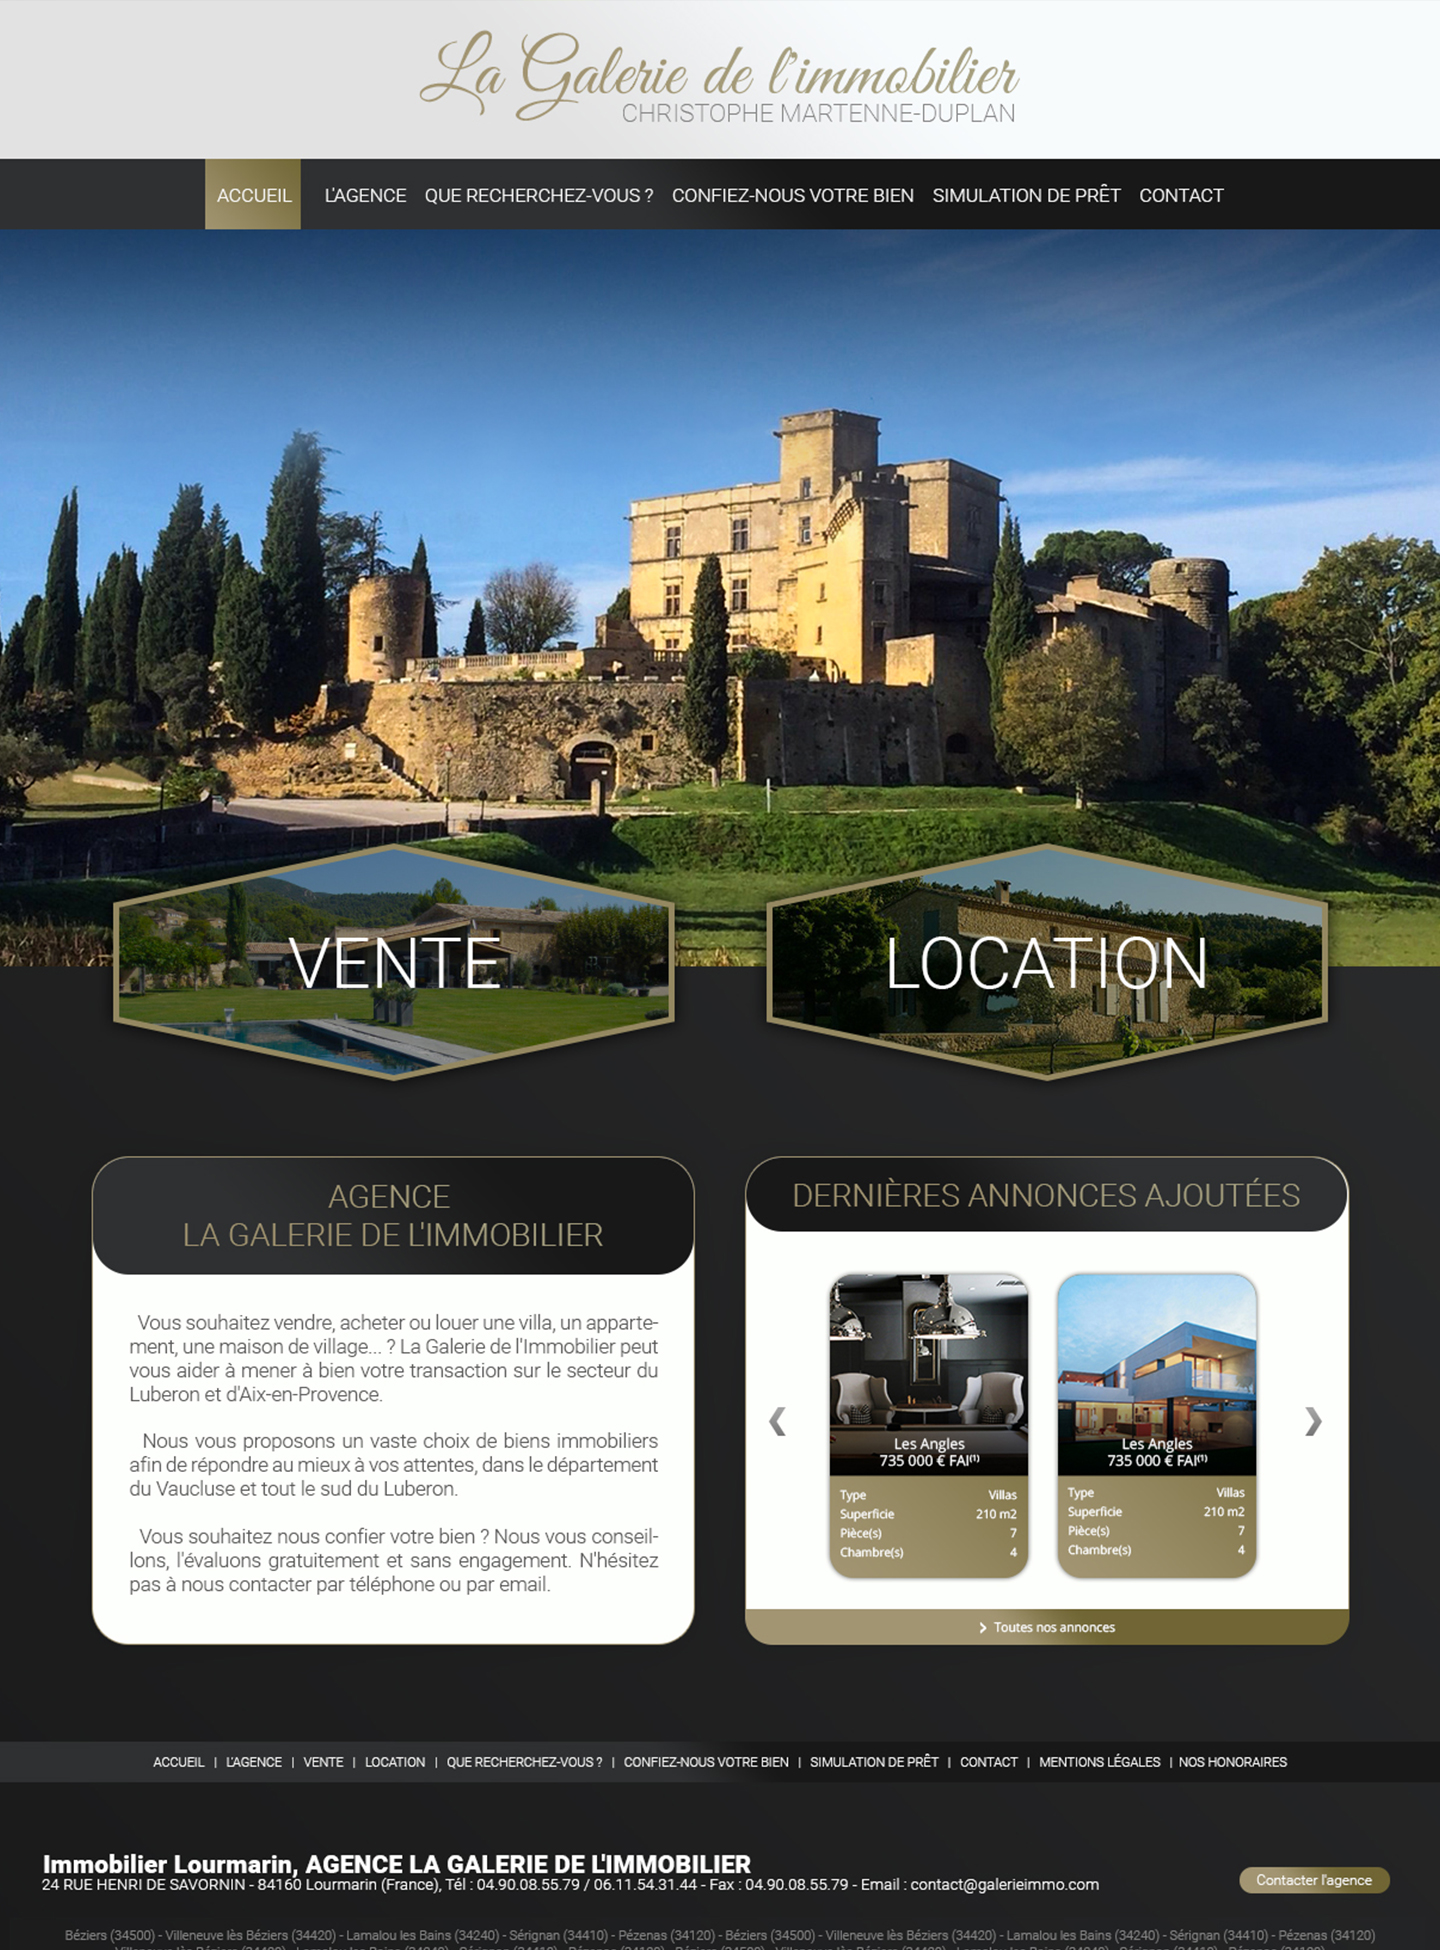 La Galerie de l'immobilier
CHRISTOPHE MARTENNE-DUPLAN
ACCUEIL L'AGENCE QUE RECHERCHEZ-VOUS ? CONFIEZ-NOUS VOTRE BIEN SIMULATION DE PRÊT CONTACT
VENTE
LOCATION
AGENCE
LA GALERIE DE L'IMMOBILIER
Vous souhaitez vendre, acheter ou louer une villa, un apparte-
ment, une maison de village... ? La Galerie de l'Immobilier peut
vous aider à mener à bien votre transaction sur le secteur du
Luberon et d'Aix-en-Provence.
Nous vous proposons un vaste choix de biens immobiliers
afin de répondre au mieux à vos attentes, dans le département
du Vaucluse et tout le sud du Luberon.
Vous souhaitez nous confier votre bien ? Nous vous conseil-
lons, l'évaluons gratuitement et sans engagement. N'hésitez
pas à nous contacter par téléphone ou par email.
DERNIÈRES ANNONCES AJOUTÉES
Les Angles
735 000 € FAI(1)
Type Villas
Superficie 210 m2
Pièce(s) 7
Chambre(s) 4
Les Angles
735 000 € FAI(1)
Type Villas
Superficie 210 m2
Pièce(s) 7
Chambre(s) 4
Toutes nos annonces
ACCUEIL | L'AGENCE | VENTE | LOCATION | QUE RECHERCHEZ-VOUS ? | CONFIEZ-NOUS VOTRE BIEN | SIMULATION DE PRÊT | CONTACT | MENTIONS LÉGALES | NOS HONORAIRES
Immobilier Lourmarin, AGENCE LA GALERIE DE L'IMMOBILIER
24 RUE HENRI DE SAVORNIN - 84160 Lourmarin (France), Tél : 04.90.08.55.79 / 06.11.54.31.44 - Fax : 04.90.08.55.79 - Email : contact@galerieimmo.com
Contacter l'agence
Béziers (34500) - Villeneuve lès Béziers (34420) - Lamalou les Bains (34240) - Sérignan (34410) - Pézenas (34120) - Béziers (34500) - Villeneuve lès Béziers (34420) - Lamalou les Bains (34240) - Sérignan (34410) - Pézenas (34120)